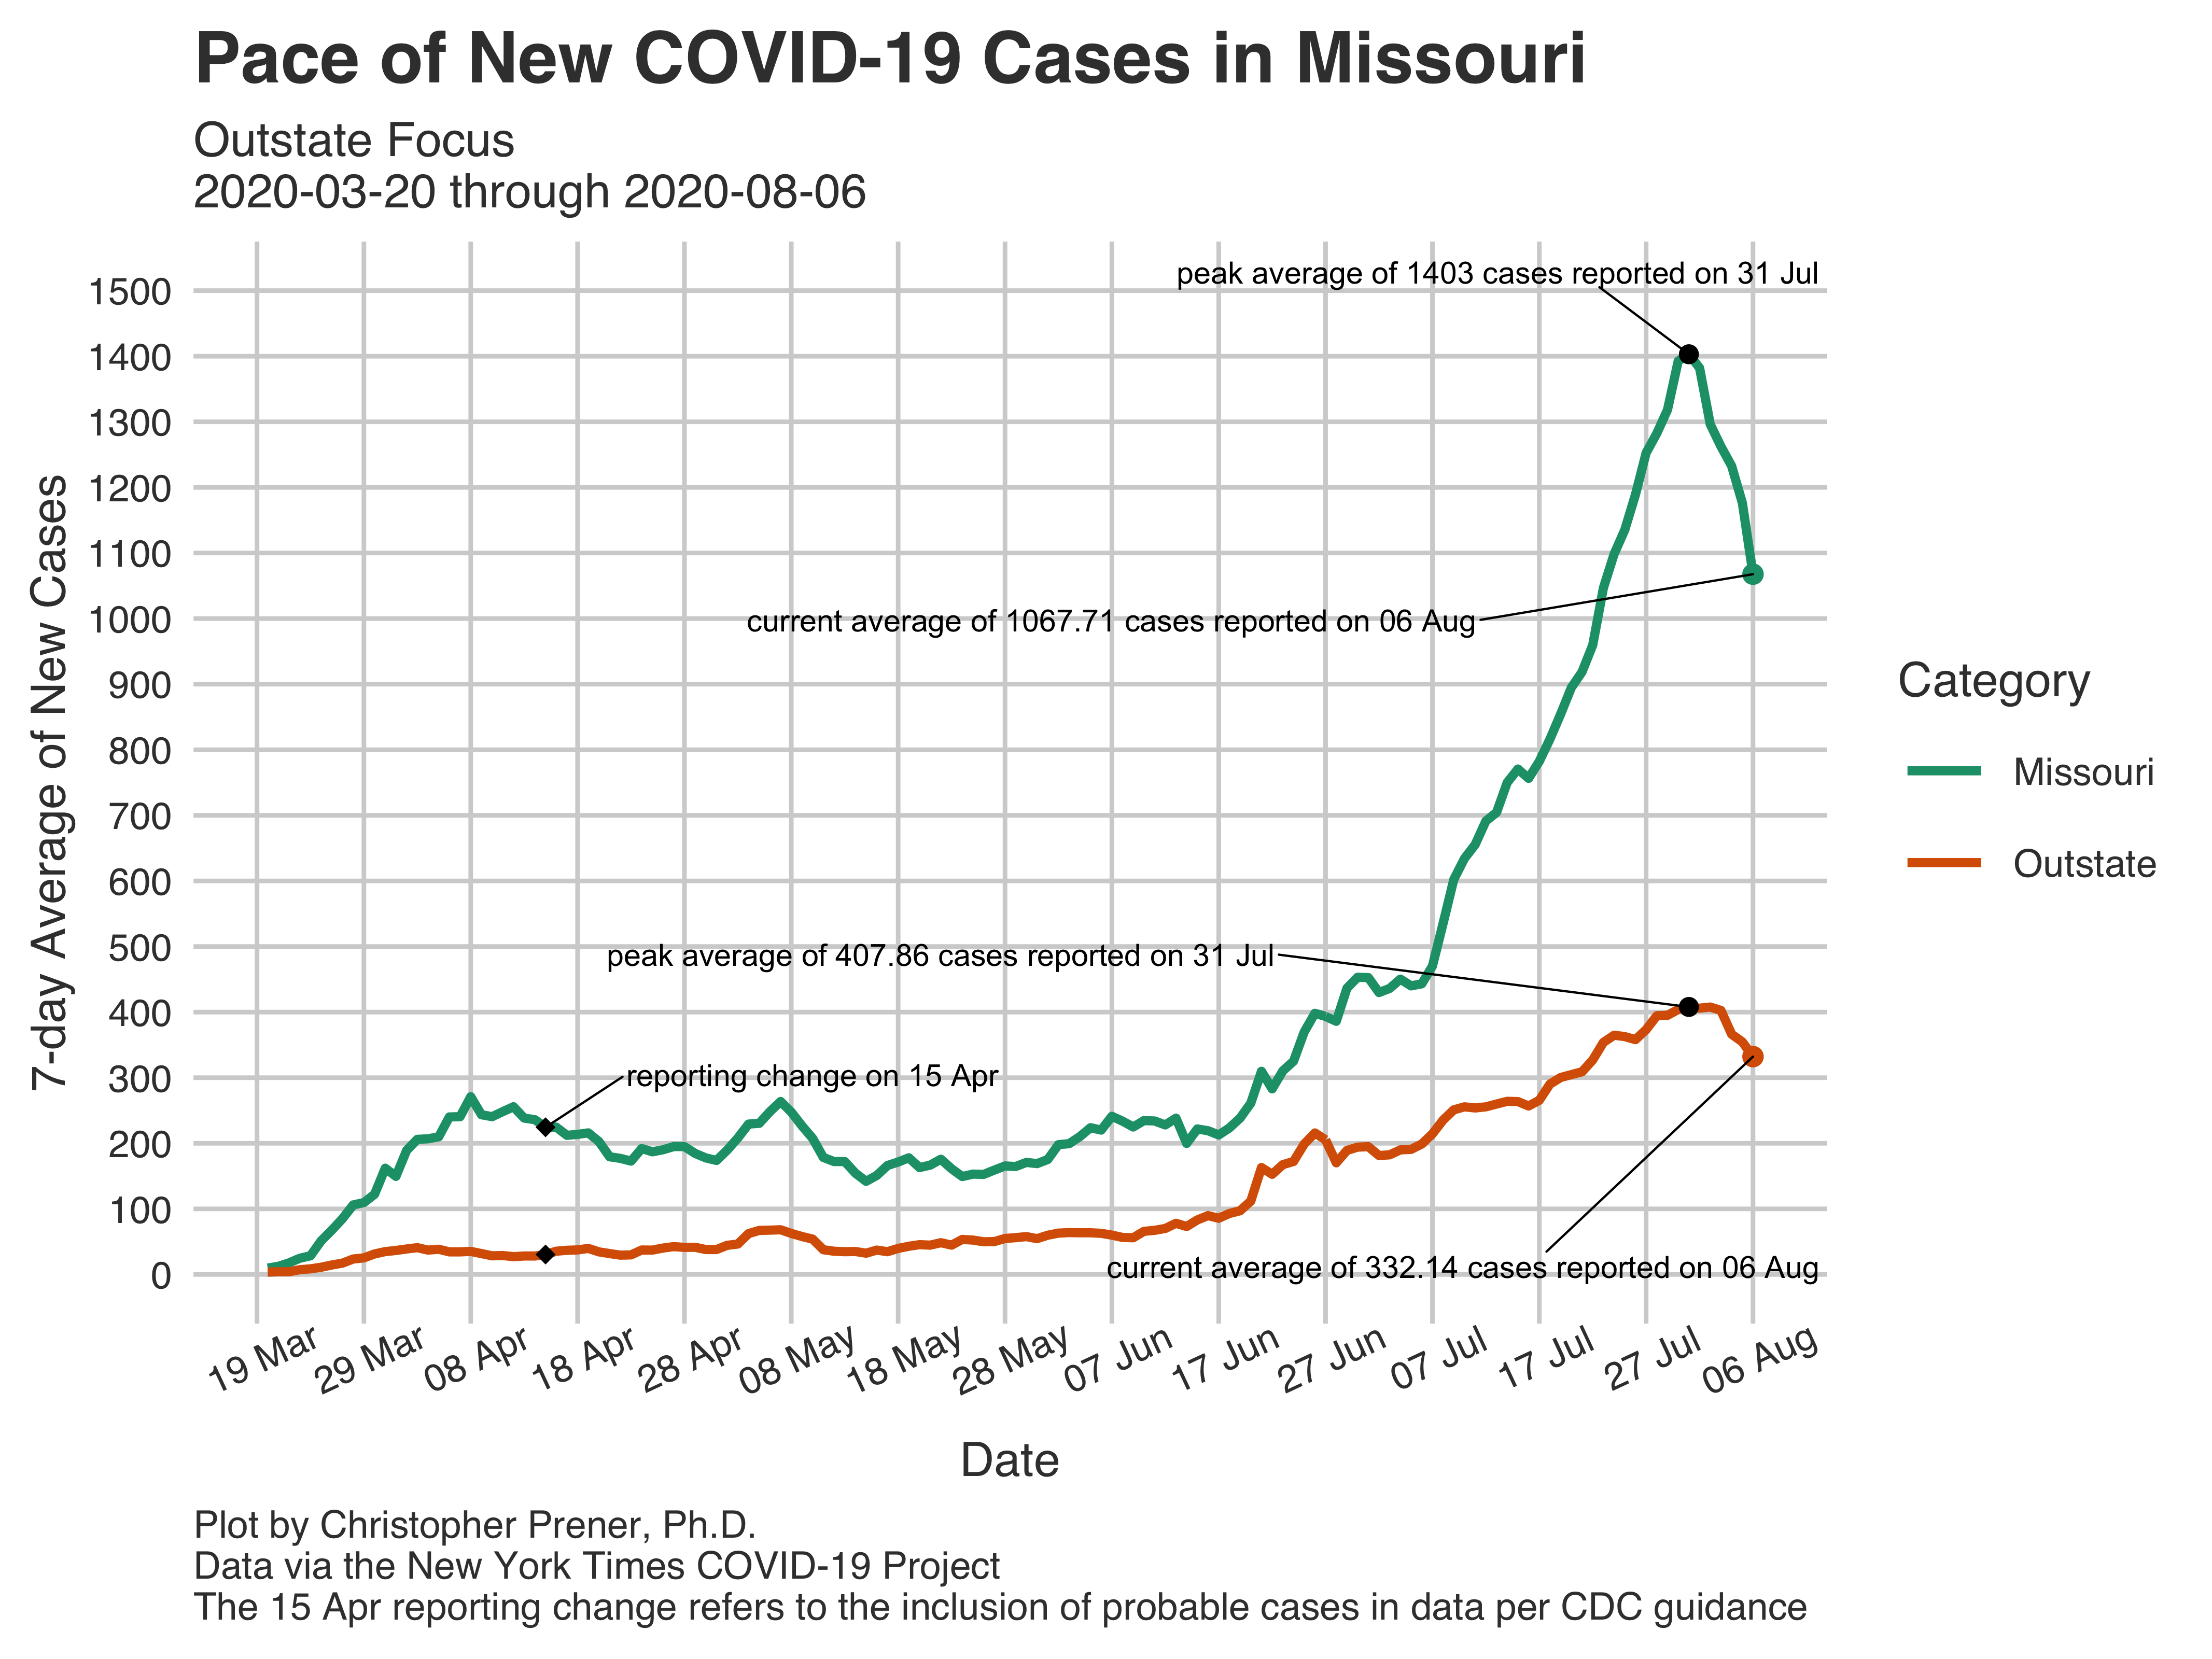 Pace of New COVID-19 Cases in Missouri
Outstate Focus
2020-03-20 through 2020-08-06
7-day Average of New Cases
1500
1400
1300
1200
1100
1000
900
800
700
600
500
400
300
200
100
0
peak average of 1403 cases reported on 31 Jul
current average of 1067.71 cases reported on 06 Aug
peak average of 407.86 cases reported on 31 Jul
reporting change on 15 Apr
current average of 332.14 cases reported on 06 Aug
19 Mar
29 Mar
08 Apr
18 Apr
28 Apr
08 May
18 May
28 May
07 Jun
17 Jun
27 Jun
07 Jul
17 Jul
27 Jul
06 Aug
Date
Category
Missouri
Outstate
Plot by Christopher Prener, Ph.D.
Data via the New York Times COVID-19 Project
The 15 Apr reporting change refers to the inclusion of probable cases in data per CDC guidance